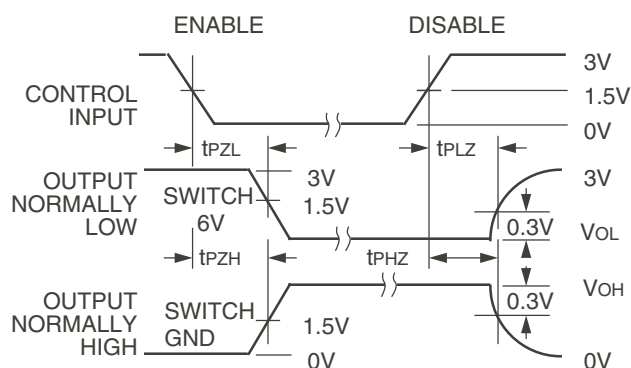 ENABLE DISABLE
3V
CONTROL INPUT 1.5V
0V
tPZL tPLZ
OUTPUT NORMALLY LOW
SWITCH 6V
3V
1.5V
3V
0.3V
VOL
tPZH tPHZ
OUTPUT NORMALLY HIGH
SWITCH GND
1.5V
0V
0.3V
VOH
0V